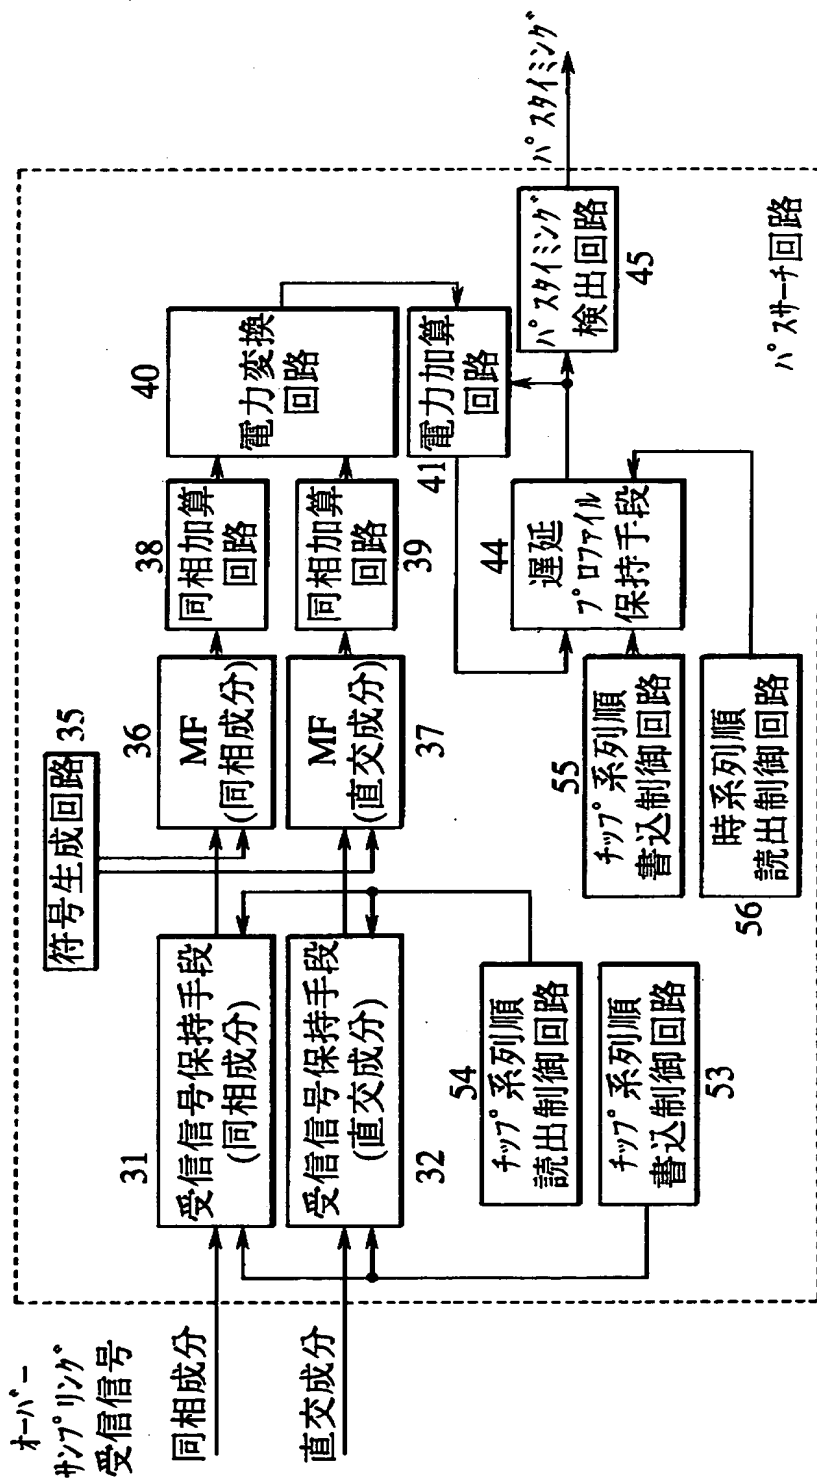 オーバー
サンプリング
受信信号
同相成分
直交成分
31
受信信号保持手段
(同相成分)
受信信号保持手段
(直交成分)
32
チップ系列順
読出制御回路
54
チップ系列順
書込制御回路
53
符号生成回路
35
36
MF
(同相成分)
MF
(直交成分)
37
38
同相加算
回路
同相加算
回路
39
40
電力変換
回路
電力加算
回路
41
44
遅延
プロファイル
保持手段
55
チップ系列順
書込制御回路
時系列順
読出制御回路
56
パスタイミング
検出回路
45
パスタイミング
パスサーチ回路